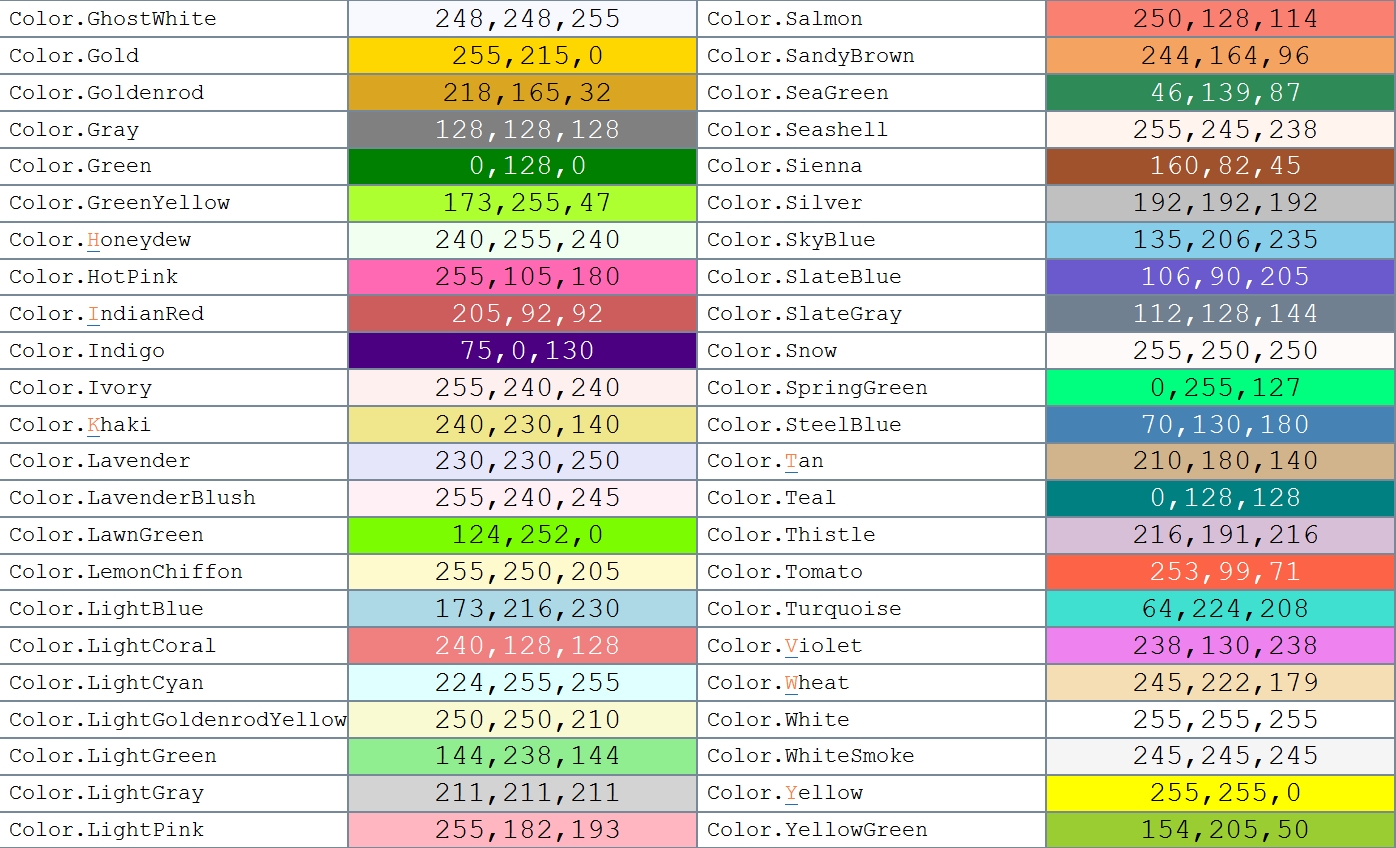 Color.GhostWhite 248,248,255 Color.Salmon 250,128,114
Color.Gold 255,215,0 Color.SandyBrown 244,164,96
Color.Goldenrod 218,165,32 Color.SeaGreen 46,139,87
Color.Gray 128,128,128 Color.Seashell 255,245,238
Color.Green 0,128,0 Color.Sienna 160,82,45
Color.GreenYellow 173,255,47 Color.Silver 192,192,192
Color.Honeydew 240,255,240 Color.SkyBlue 135,206,235
Color.HotPink 255,105,180 Color.SlateBlue 106,90,205
Color.IndianRed 205,92,92 Color.SlateGray 112,128,144
Color.Indigo 75,0,130 Color.Snow 255,250,250
Color.Ivory 255,240,240 Color.SpringGreen 0,255,127
Color.Khaki 240,230,140 Color.SteelBlue 70,130,180
Color.Lavender 230,230,250 Color.Tan 210,180,140
Color.LavenderBlush 255,240,245 Color.Teal 0,128,128
Color.LawnGreen 124,252,0 Color.Thistle 216,191,216
Color.LemonChiffon 255,250,205 Color.Tomato 253,99,71
Color.LightBlue 173,216,230 Color.Turquoise 64,224,208
Color.LightCoral 240,128,128 Color.Violet 238,130,238
Color.LightCyan 224,255,255 Color.Wheat 245,222,179
Color.LightGoldenrodYellow 250,250,210 Color.White 255,255,255
Color.LightGreen 144,238,144 Color.WhiteSmoke 245,245,245
Color.LightGray 211,211,211 Color.Yellow 255,255,0
Color.LightPink 255,182,193 Color.YellowGreen 154,205,50